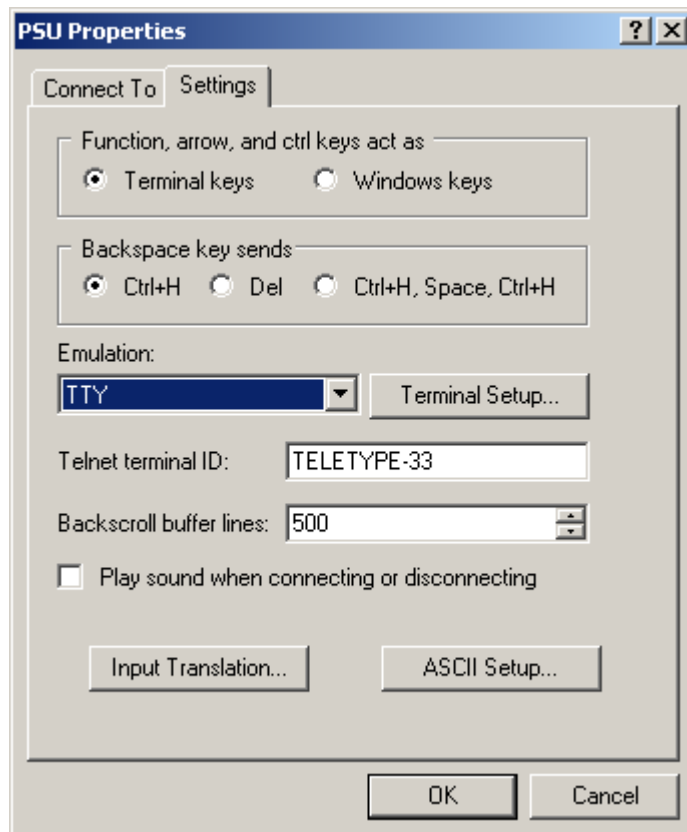 PSU Properties
Connect To Settings
Function, arrow, and ctrl keys act as
Terminal keys Windows keys
Backspace key sends
Ctrl+H Del Ctrl+H, Space, Ctrl+H
Emulation:
TTY Terminal Setup...
Telnet terminal ID: TELETYPE-33
Backscroll buffer lines: 500
Play sound when connecting or disconnecting
Input Translation... ASCII Setup...
OK Cancel